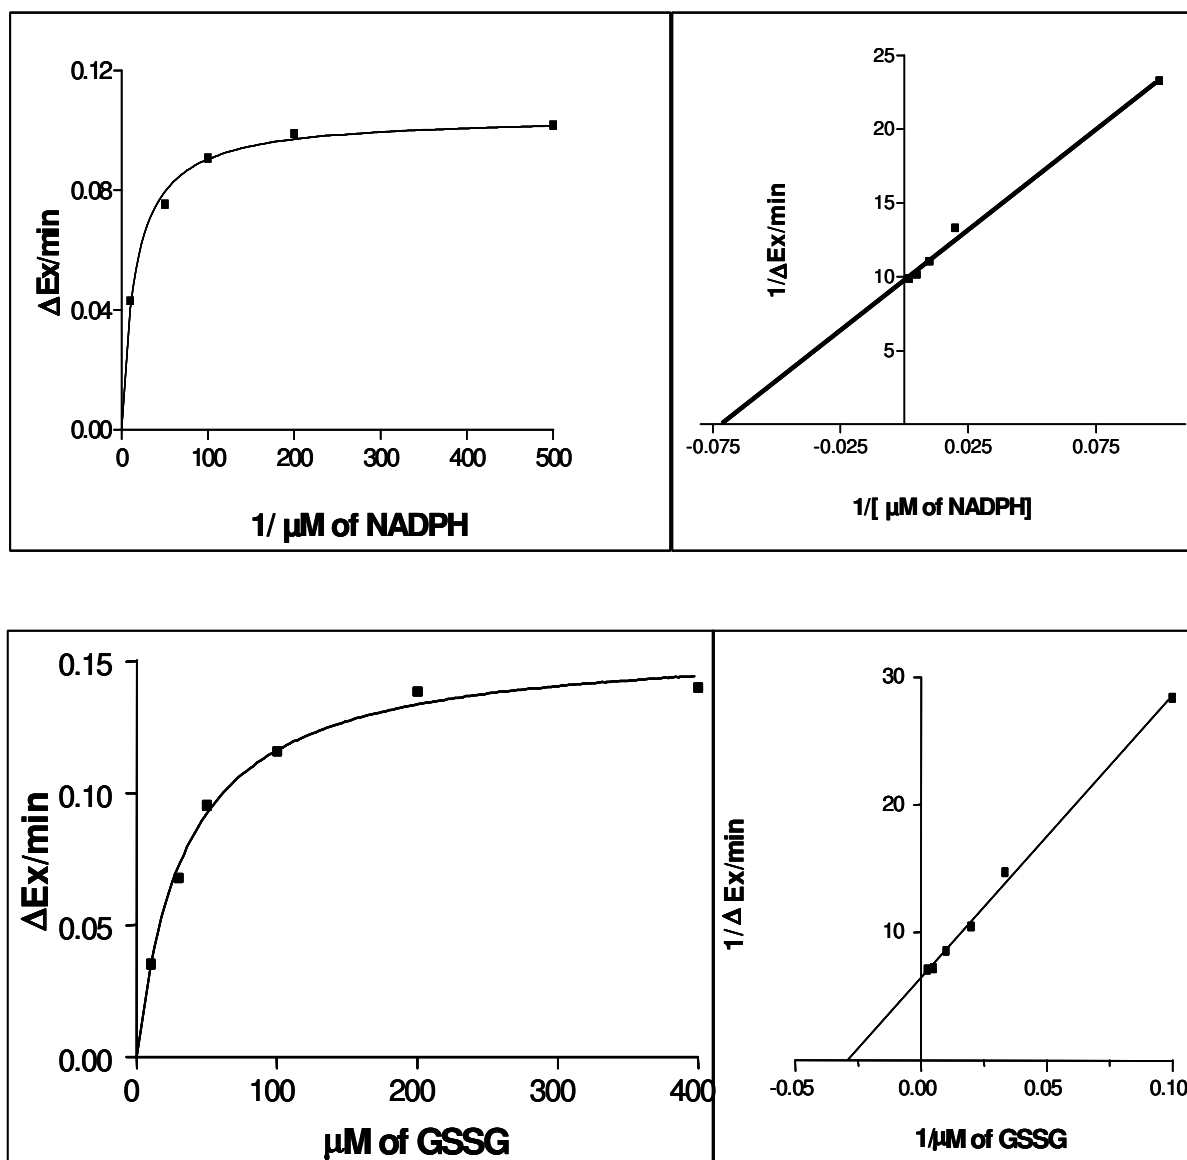 0.12
0.08
0.04
0.00
ΔEx/min
0 100 200 300 400 500
1/ μM of NADPH
25
20
15
10
5
1/ΔEx/min
-0.075 -0.025 0.025 0.075
1/[ μM of NADPH]
0.15
0.10
0.05
0.00
ΔEx/min
0 100 200 300 400
μM of GSSG
30
20
10
1/Δ Ex/min
-0.05 0.00 0.05 0.10
1/μM of GSSG